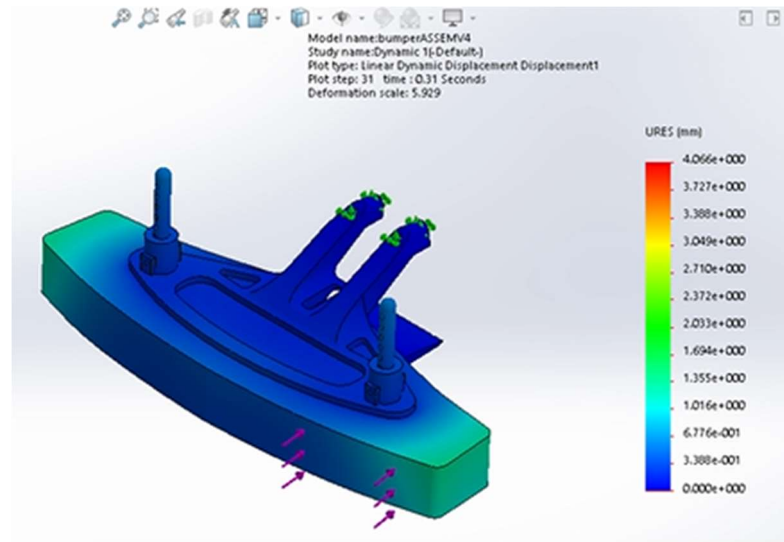 Model name:bumperASSEMV4
Study name:Dynamic 1(-Default-)
Plot type: Linear Dynamic Displacement Displacement1
Plot step: 31 time : 0.31 Seconds
Deformation scale: 5.929
URES (mm)
4.066e+000
3.727e+000
3.388e+000
3.049e+000
2.710e+000
2.372e+000
2.033e+000
1.694e+000
1.355e+000
1.016e+000
6.776e-001
3.388e-001
0.000e+000